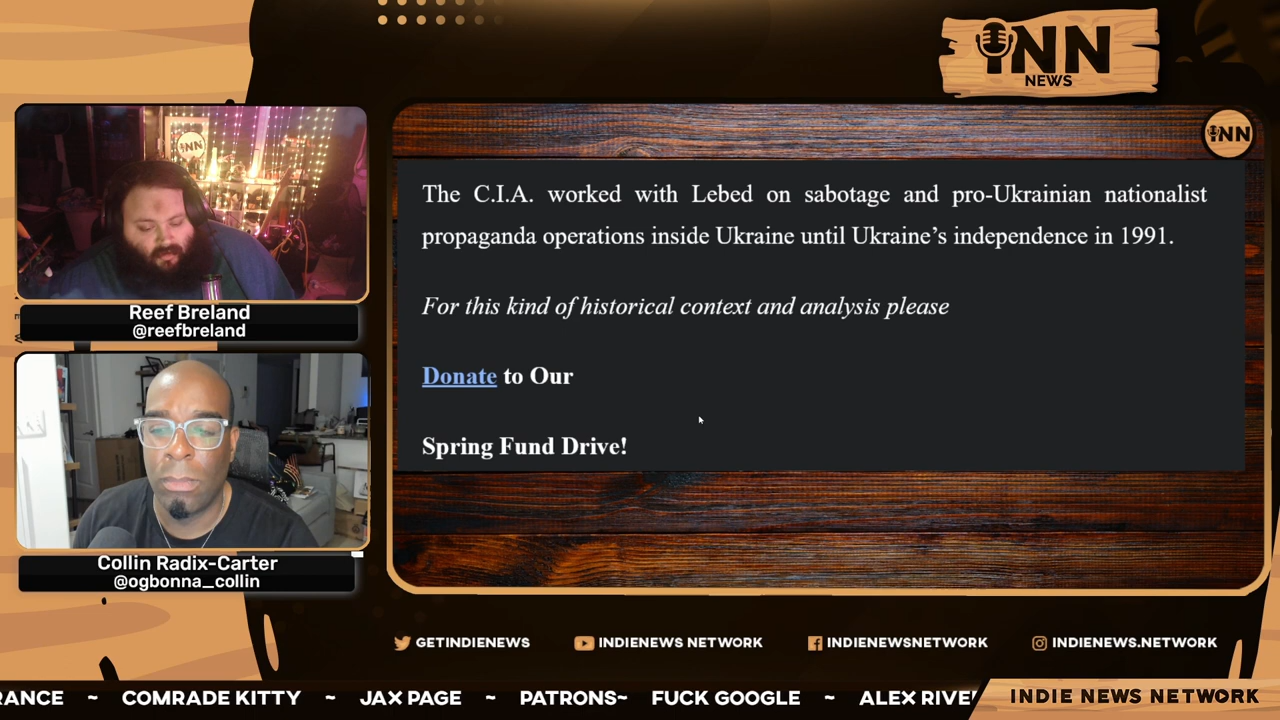 INN
NEWS
INN
INN
The C.I.A. worked with Lebed on sabotage and pro-Ukrainian nationalist
propaganda operations inside Ukraine until Ukraine’s independence in 1991.
For this kind of historical context and analysis please
Donate to Our
Spring Fund Drive!
Reef Breland
@reefbreland
Collin Radix-Carter
@ogbonna_collin
GETINDIENEWS
INDIENEWS NETWORK
INDIENEWSNETWORK
INDIENEWS.NETWORK
RANCE ~ COMRADE KITTY ~ JAX PAGE ~ PATRONS~ FUCK GOOGLE ~ ALEX RIVE
INDIE NEWS NETWORK